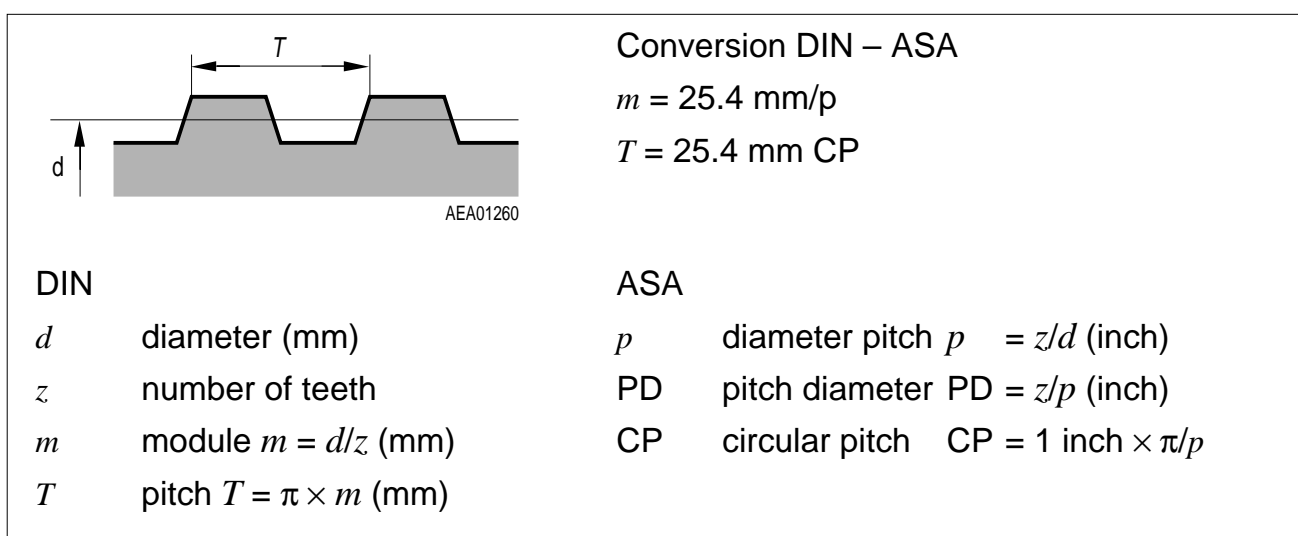 T
d
AEA01260
Conversion DIN – ASA
m = 25.4 mm/p
T = 25.4 mm CP
DIN
d diameter (mm)
z number of teeth
m module m = d/z (mm)
T pitch T = π × m (mm)
ASA
p diameter pitch p = z/d (inch)
PD pitch diameter PD = z/p (inch)
CP circular pitch CP = 1 inch × π/p